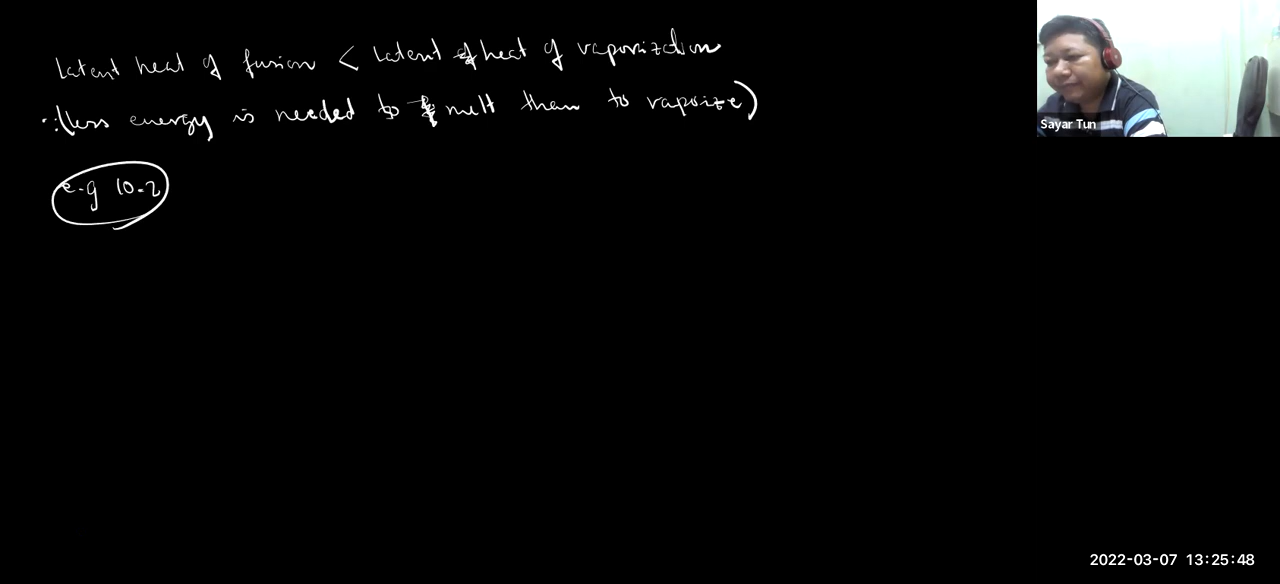 latent heat of fusion < latent heat of vaporization
∵ (less energy is needed to melt than to vaporize)
e.g 10.2
Sayar Tun
2022-03-07 13:25:48